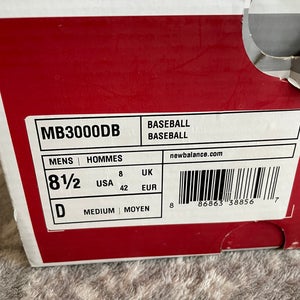 MB3000DB
BASEBALL
BASEBALL
MENS | HOMMES
newbalance.com
8½ USA 8 UK
42 EUR
D MEDIUM | MOYEN
8 86863 38856 7